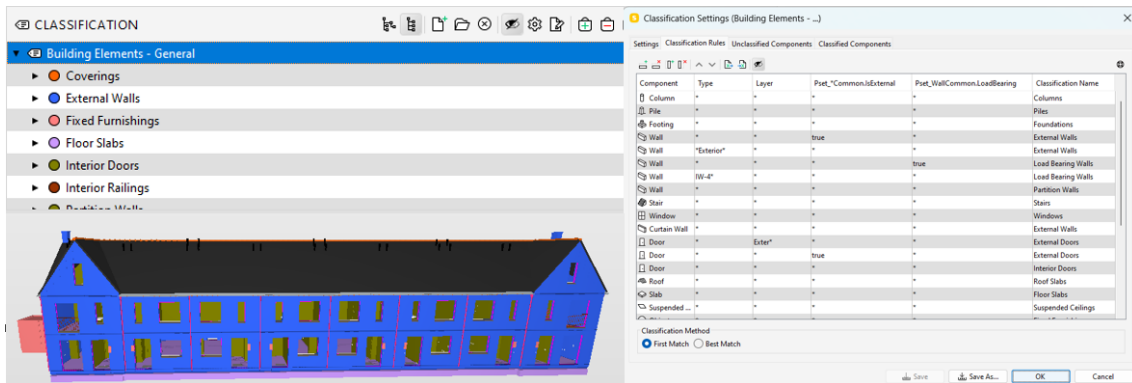 CLASSIFICATION
Building Elements - General
Coverings
External Walls
Fixed Furnishings
Floor Slabs
Interior Doors
Interior Railings
Partition Walls
CLASSIFICATION
Classification Settings (Building Elements - ...)
Settings Classification Rules Unclassified Components Classified Components
Component Type Layer Pset_*Common.IsExternal Pset_WallCommon.LoadBearing Classification Name
Column * * * * Columns
Pile * * * * Piles
Footing * * * * Foundations
Wall * * true * External Walls
Wall *Exterior* * * * External Walls
Wall * * * true Load Bearing Walls
Wall IW-4* * * * Load Bearing Walls
Wall * * * * Partition Walls
Stair * * * * Stairs
Window * * * * Windows
Curtain Wall * * * * External Walls
Door * Exter* * * External Doors
Door * * true * External Doors
Door * * * * Interior Doors
Roof * * * * Roof Slabs
Slab * * * * Floor Slabs
Suspended ... * * * * Suspended Ceilings
Classification Method
First Match Best Match
Save Save As... OK Cancel